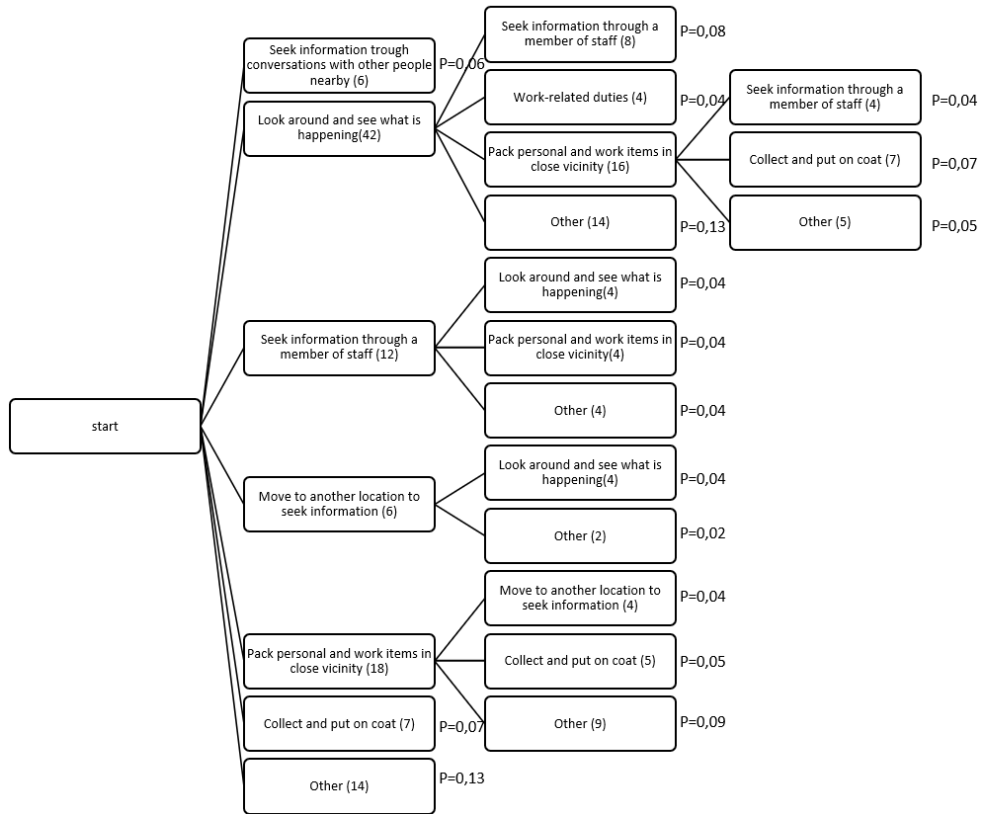 start
Seek information trough
conversations with other people
nearby (6)
P=0,06
Look around and see what is
happening(42)
Seek information through a
member of staff (8)
P=0,08
Work-related duties (4)
P=0,04
Pack personal and work items in
close vicinity (16)
Seek information through a
member of staff (4)
P=0,04
Collect and put on coat (7)
P=0,07
Other (5)
P=0,05
Other (14)
P=0,13
Seek information through a
member of staff (12)
Look around and see what is
happening(4)
P=0,04
Pack personal and work items in
close vicinity(4)
P=0,04
Other (4)
P=0,04
Move to another location to
seek information (6)
Look around and see what is
happening(4)
P=0,04
Other (2)
P=0,02
Pack personal and work items in
close vicinity (18)
Move to another location to
seek information (4)
P=0,04
Collect and put on coat (5)
P=0,05
Other (9)
P=0,09
Collect and put on coat (7)
P=0,07
Other (14)
P=0,13